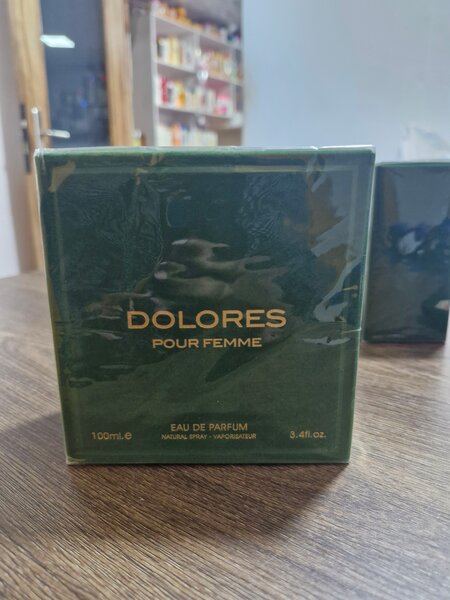 DOLORES
POUR FEMME
EAU DE PARFUM
100ml.e NATURAL SPRAY - VAPORISATEUR 3.4fl.oz.